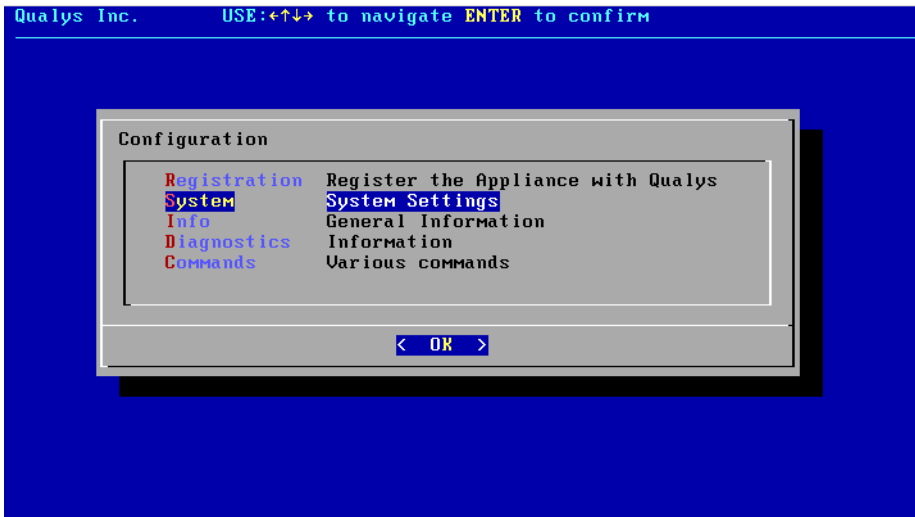 Qualys Inc. USE:←↑↓→ to navigate ENTER to confirm
Configuration
Registration Register the Appliance with Qualys
System System Settings
Info General Information
Diagnostics Information
Commands Various commands
< OK >